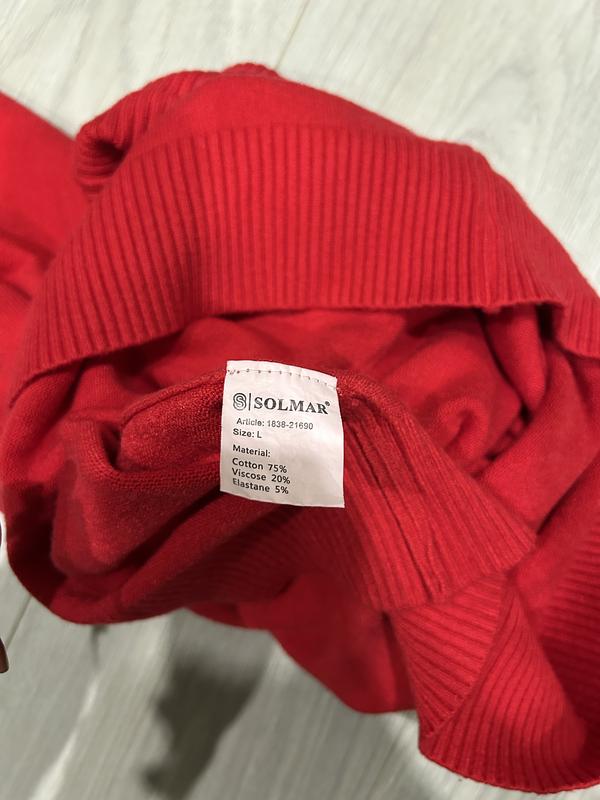 S|SOLMAR®
Article: 1838-21690
Size: L
Material:
Cotton 75%
Viscose 20%
Elastane 5%